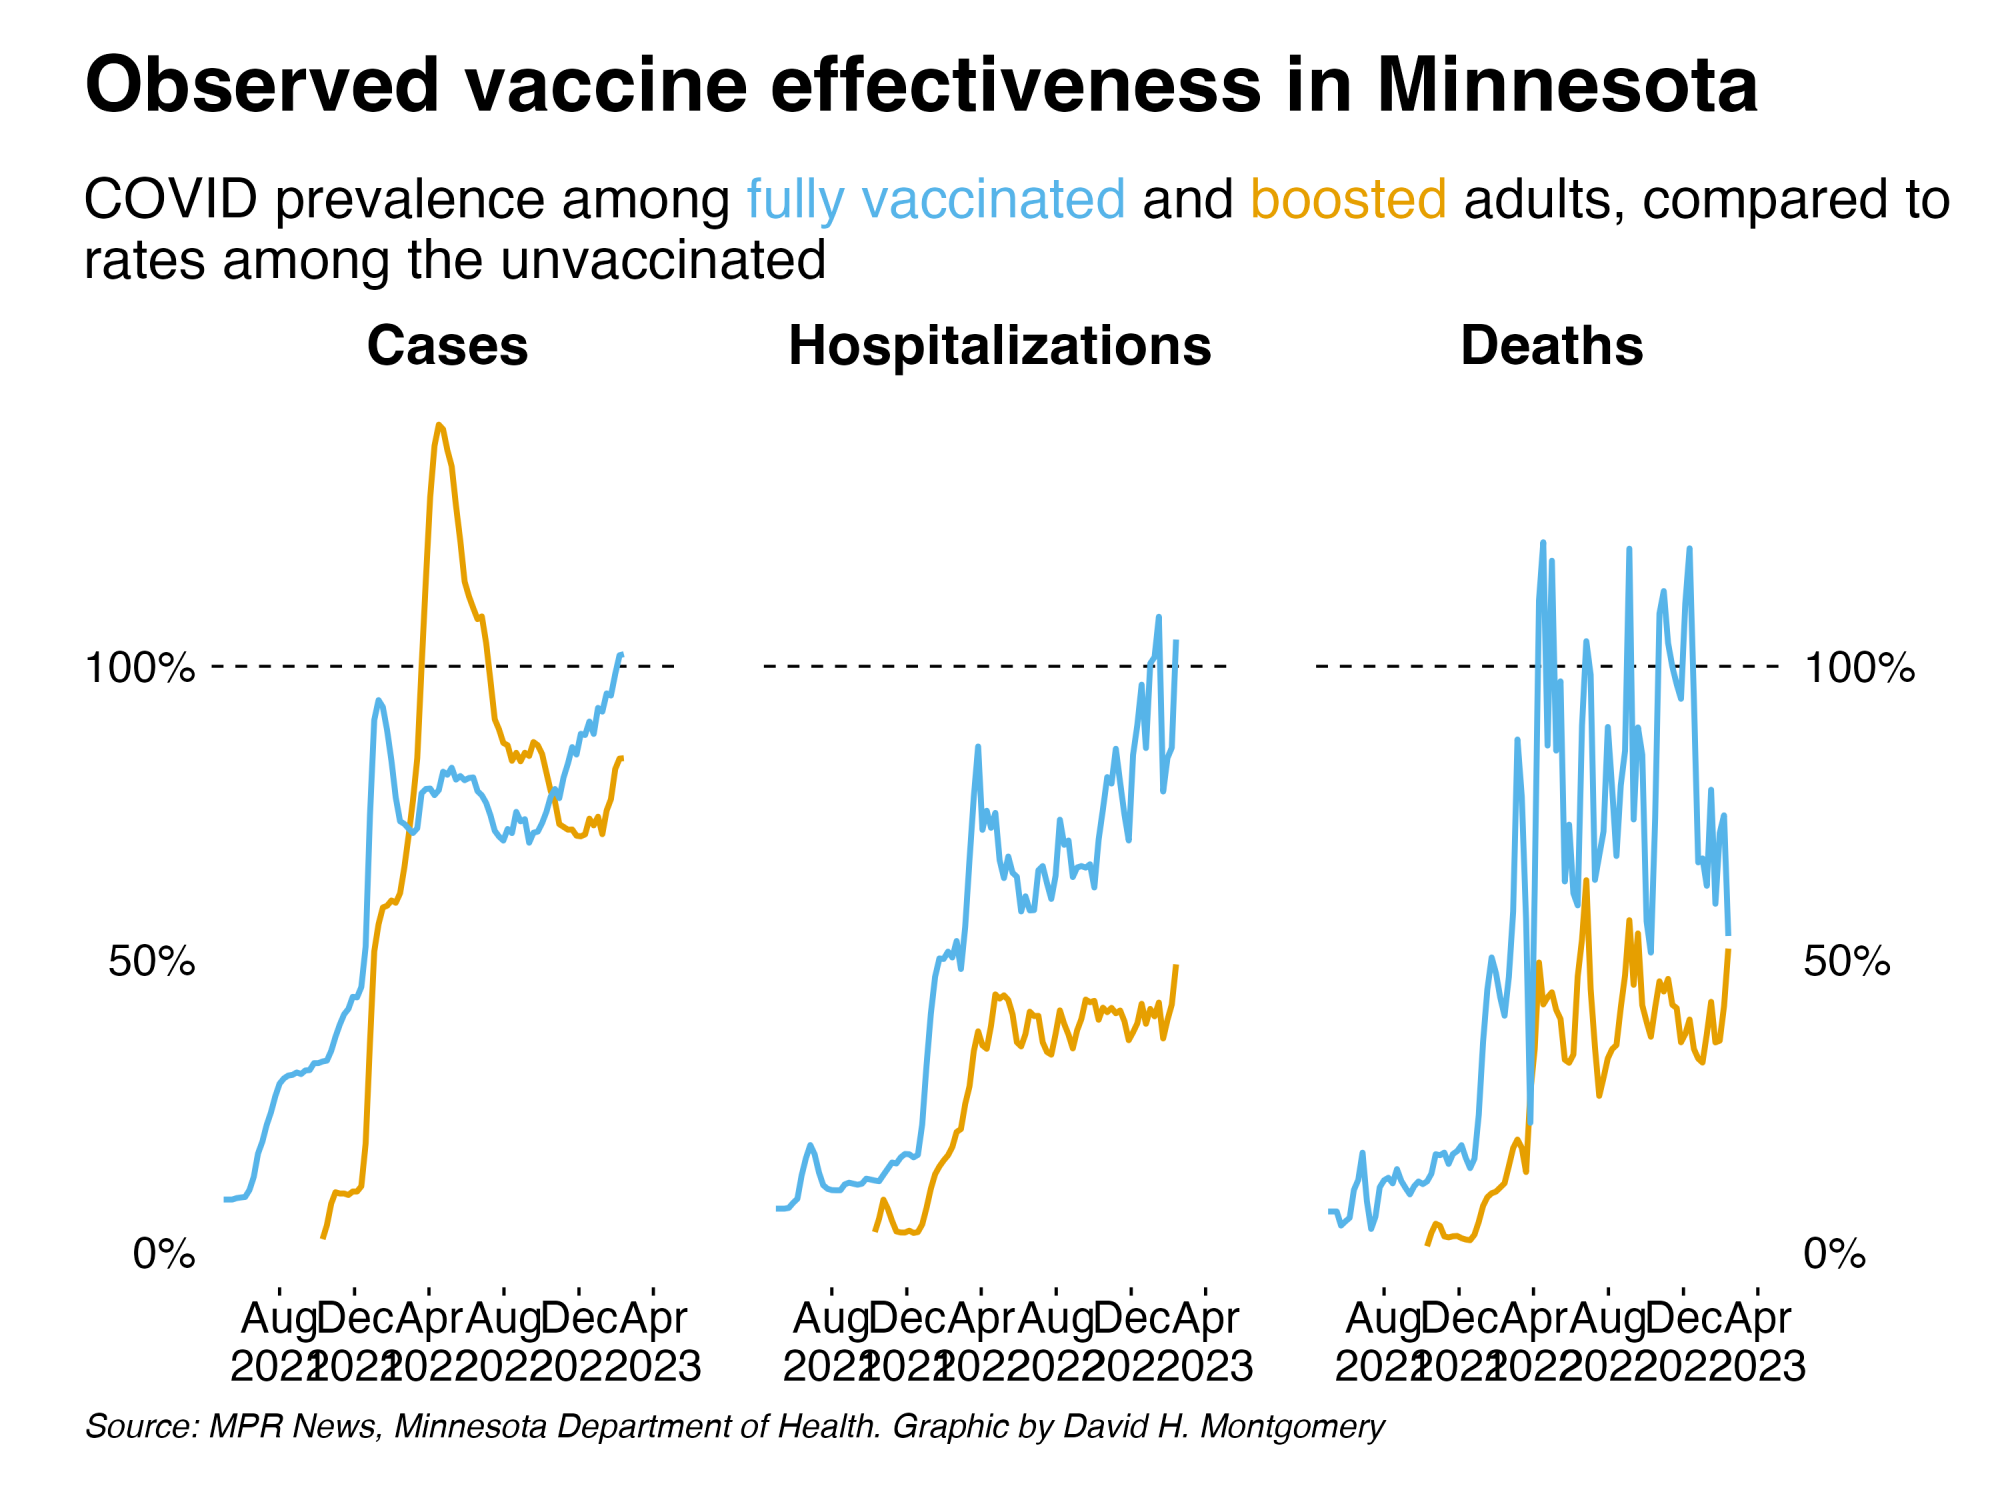 Observed vaccine effectiveness in Minnesota
COVID prevalence among fully vaccinated and boosted adults, compared to
rates among the unvaccinated
Cases Hospitalizations Deaths
100% 100%
50% 50%
0% 0%
Aug Dec Apr Aug Dec Apr Aug Dec Apr Aug Dec Apr Aug Dec Apr Aug Dec Apr
2021 2021 2022 2022 2022 2023 2021 2021 2022 2022 2022 2023 2021 2021 2022 2022 2022 2023
Source: MPR News, Minnesota Department of Health. Graphic by David H. Montgomery